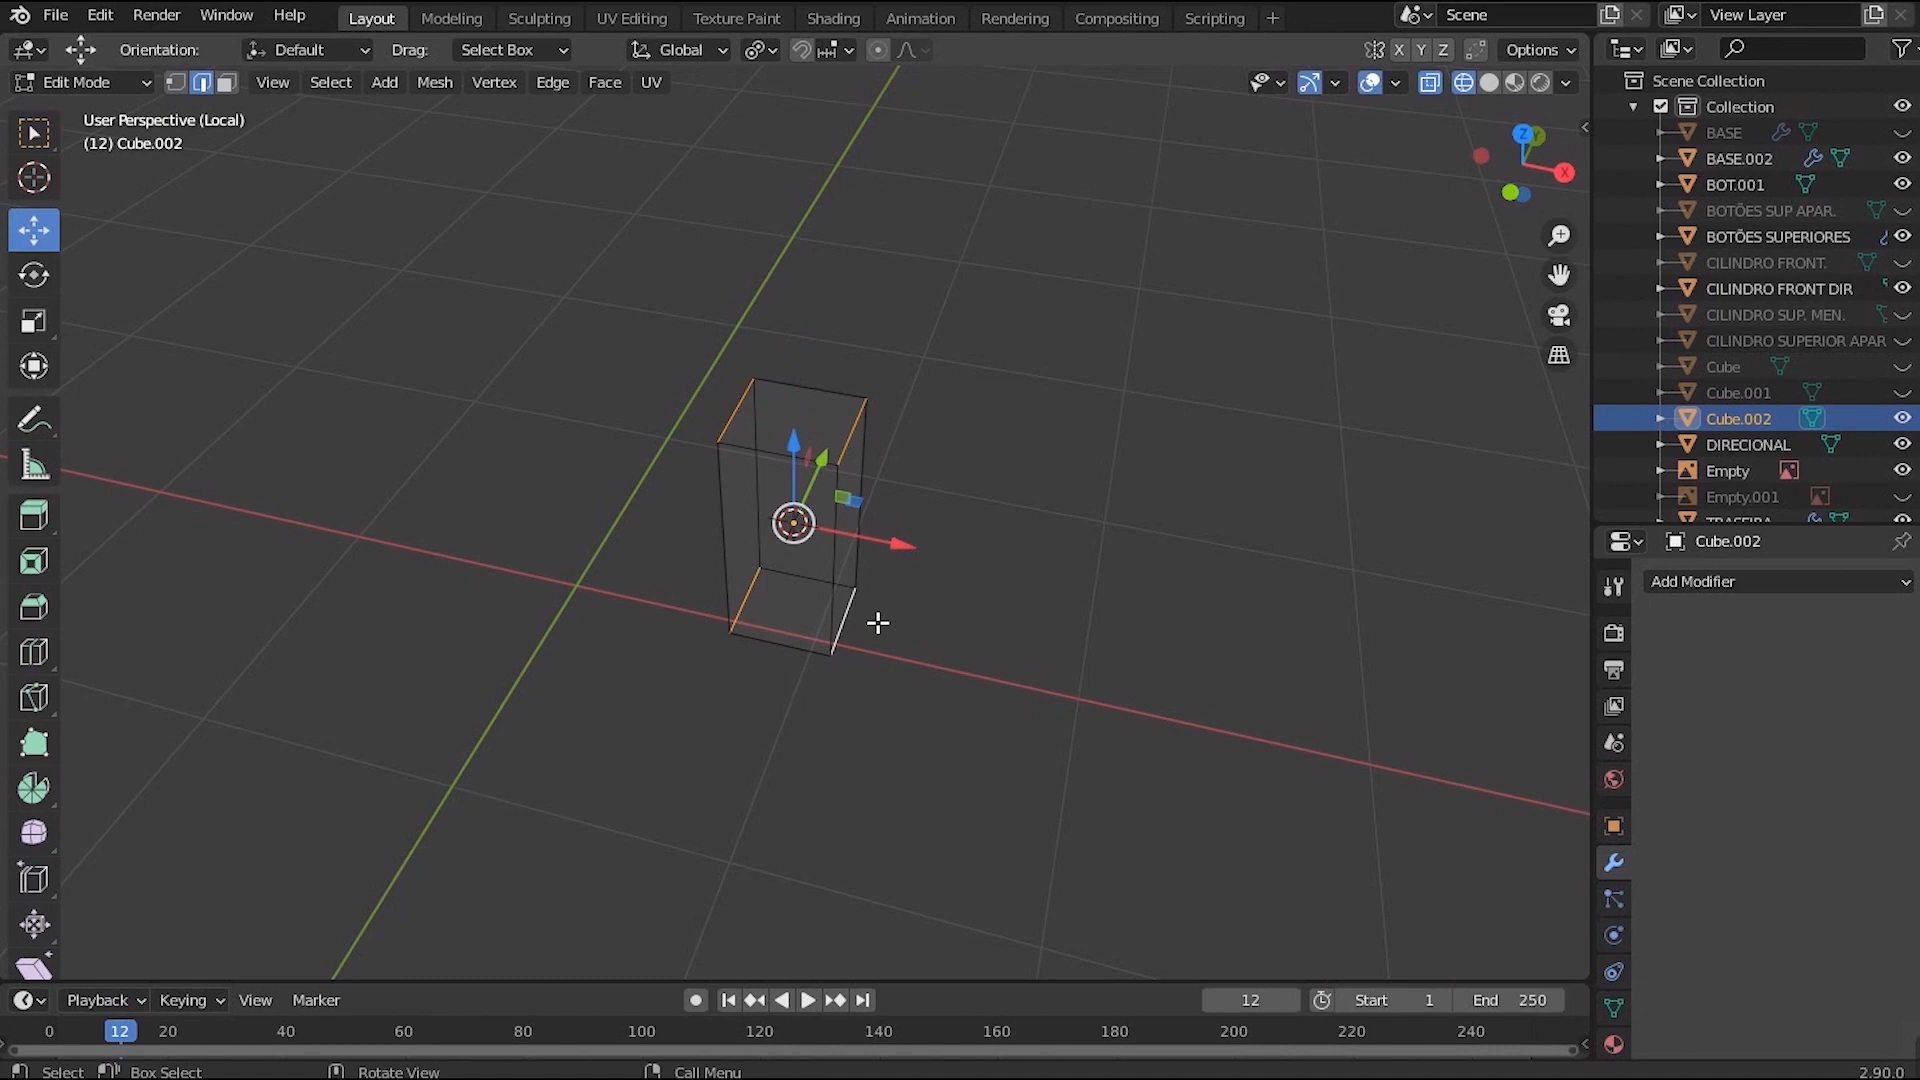 File Edit Render Window Help Layout Modeling Sculpting UV Editing Texture Paint Shading Animation Rendering Compositing Scripting + Scene View Layer
Orientation: Default Drag: Select Box Global X Y Z Options
Edit Mode View Select Add Mesh Vertex Edge Face UV
User Perspective (Local)
(12) Cube.002
Z
Y
X
Scene Collection
Collection
BASE
BASE.002
BOT.001
BOTÕES SUP APAR.
BOTÕES SUPERIORES
CILINDRO FRONT.
CILINDRO FRONT DIR
CILINDRO SUP. MEN.
CILINDRO SUPERIOR APAR
Cube
Cube.001
Cube.002
DIRECIONAL
Empty
Empty.001
TRASEIRA
Cube.002
Add Modifier
Playback Keying View Marker 12 Start 1 End 250
0 12 20 40 60 80 100 120 140 160 180 200 220 240
Select Box Select Rotate View Call Menu 2.90.0